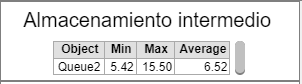 Almacenamiento intermedio
Object Min Max Average
Queue2 5.42 15.50 6.52